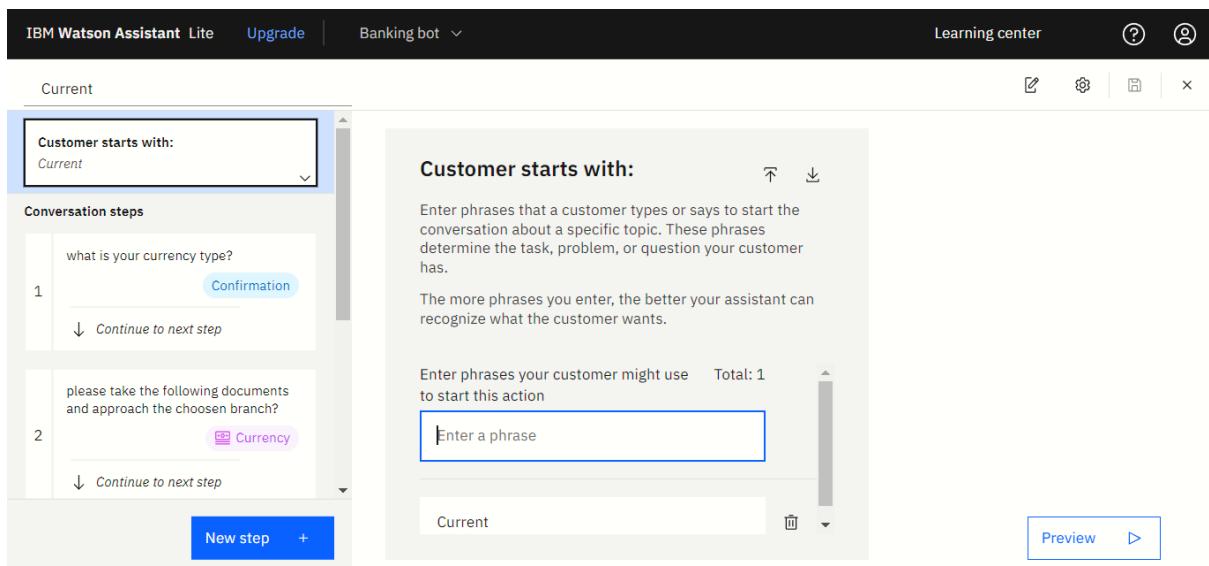 IBM Watson Assistant Lite Upgrade Banking bot Learning center
Current
Customer starts with:
Current
Conversation steps
1
what is your currency type?
Confirmation
Continue to next step
2
please take the following documents
and approach the choosen branch?
Currency
Continue to next step
New step +
Customer starts with:
Enter phrases that a customer types or says to start the
conversation about a specific topic. These phrases
determine the task, problem, or question your customer
has.
The more phrases you enter, the better your assistant can
recognize what the customer wants.
Enter phrases your customer might use Total: 1
to start this action
Enter a phrase
Current
Preview